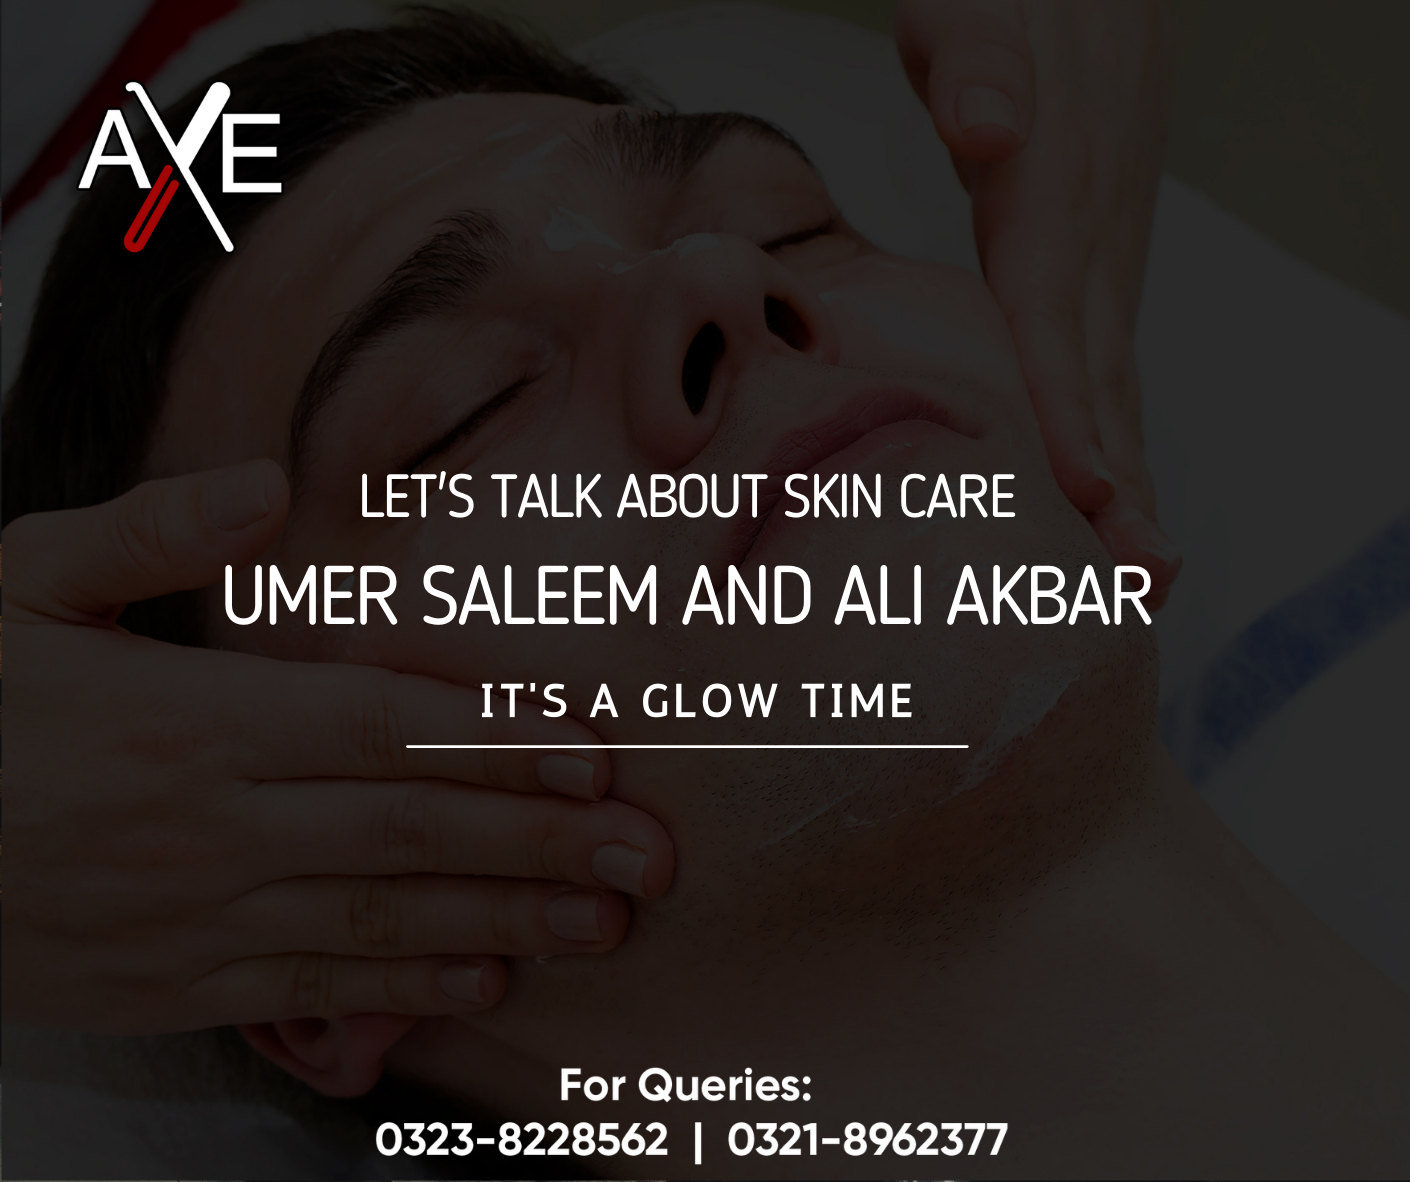 AXE
LET'S TALK ABOUT SKIN CARE
UMER SALEEM AND ALI AKBAR
IT'S A GLOW TIME
For Queries:
0323-8228562 | 0321-8962377